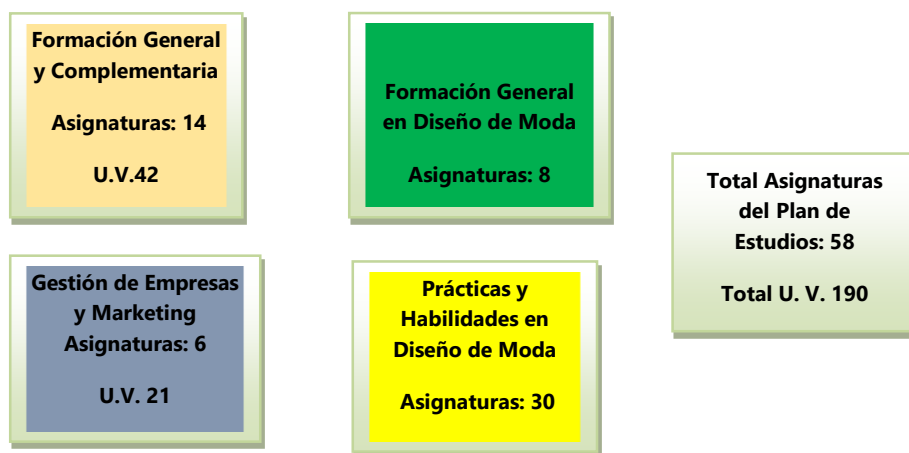 Formación General
y Complementaria
Asignaturas: 14
U.V.42
Formación General
en Diseño de Moda
Asignaturas: 8
Gestión de Empresas
y Marketing
Asignaturas: 6
U.V. 21
Prácticas y
Habilidades en
Diseño de Moda
Asignaturas: 30
Total Asignaturas
del Plan de
Estudios: 58
Total U. V. 190